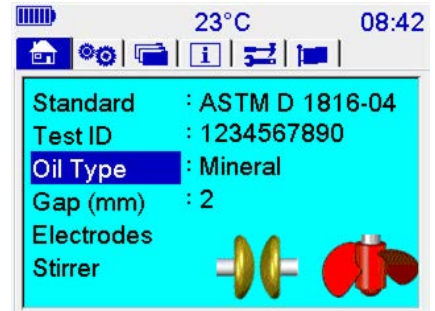 23°C 08:42
i
Standard : ASTM D 1816-04
Test ID : 1234567890
Oil Type : Mineral
Gap (mm) : 2
Electrodes
Stirrer